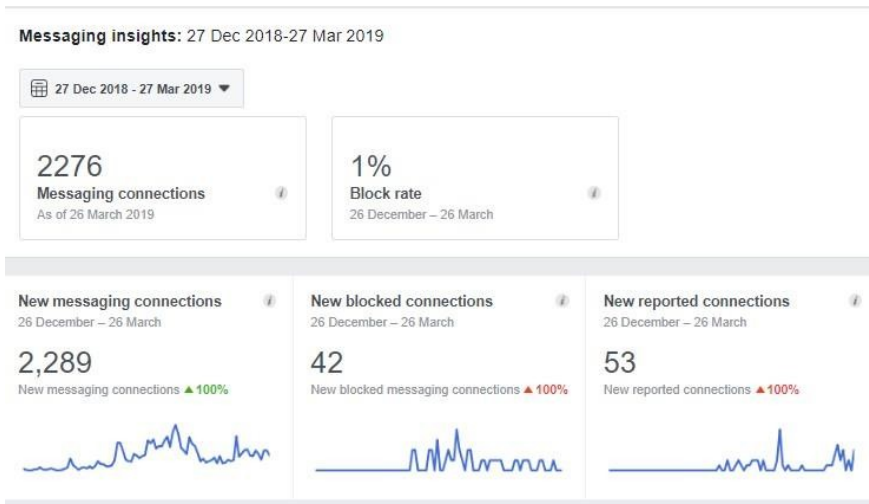 Messaging insights: 27 Dec 2018-27 Mar 2019
27 Dec 2018 - 27 Mar 2019
2276
Messaging connections
As of 26 March 2019
1%
Block rate
26 December – 26 March
New messaging connections
26 December – 26 March
2,289
New messaging connections ▲100%
New blocked connections
26 December – 26 March
42
New blocked messaging connections ▲100%
New reported connections
26 December – 26 March
53
New reported connections ▲100%